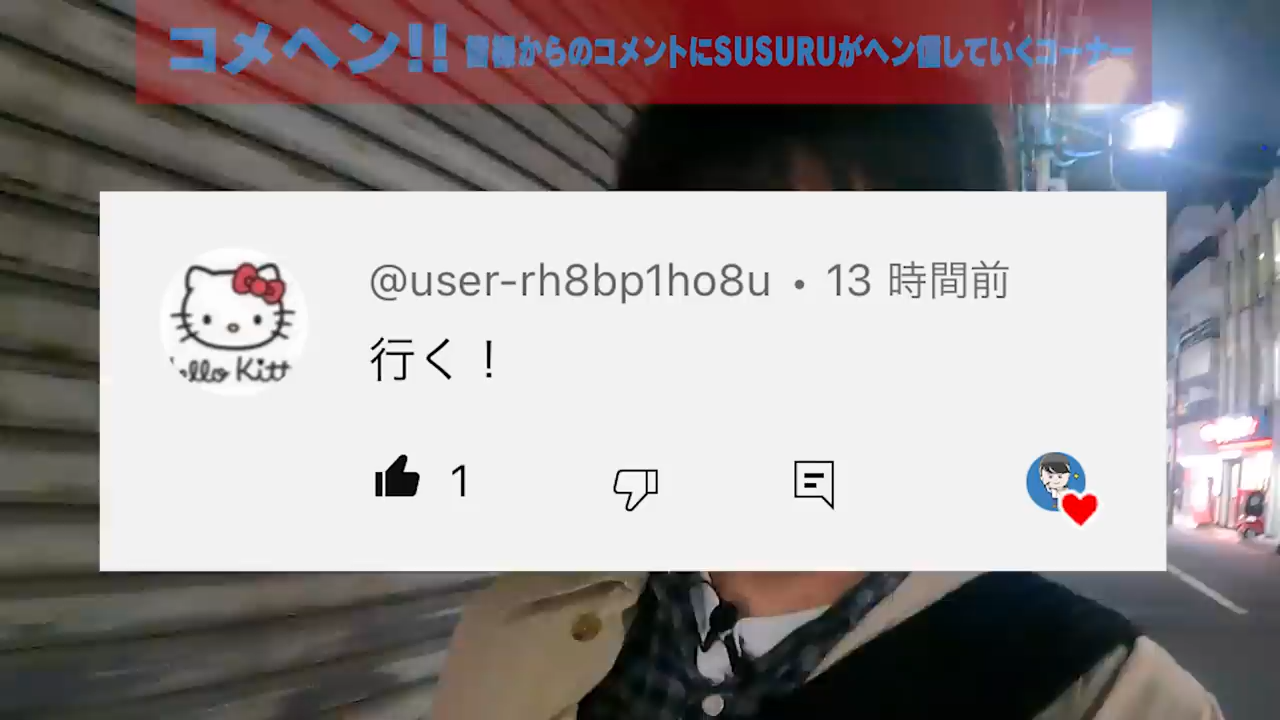 コメヘン!! 皆様からのコメントにSUSURUがヘン信していくコーナー
@user-rh8bp1ho8u • 13 時間前
行く！
1
ello Kitt